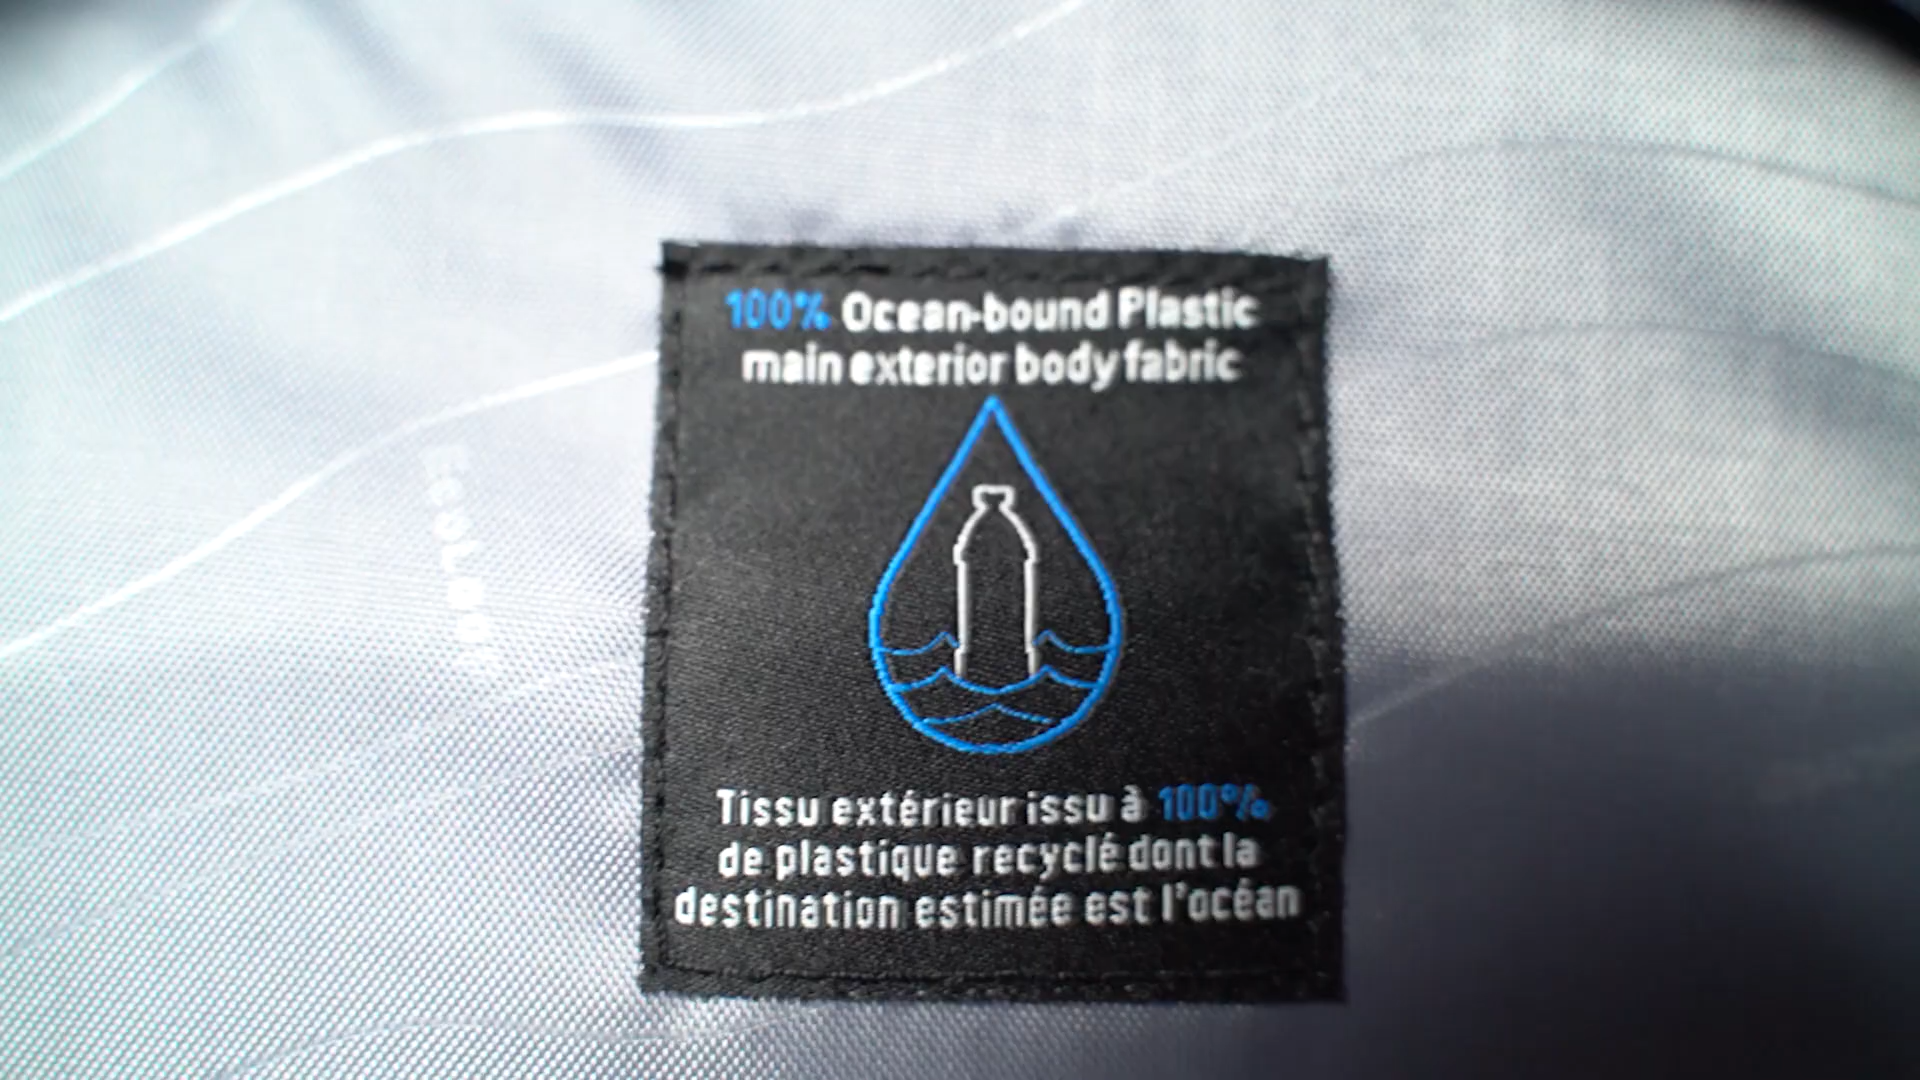 100% Ocean-bound Plastic
main exterior body fabric
Tissu extérieur issu à 100%
de plastique recyclé dont la
destination estimée est l'océan